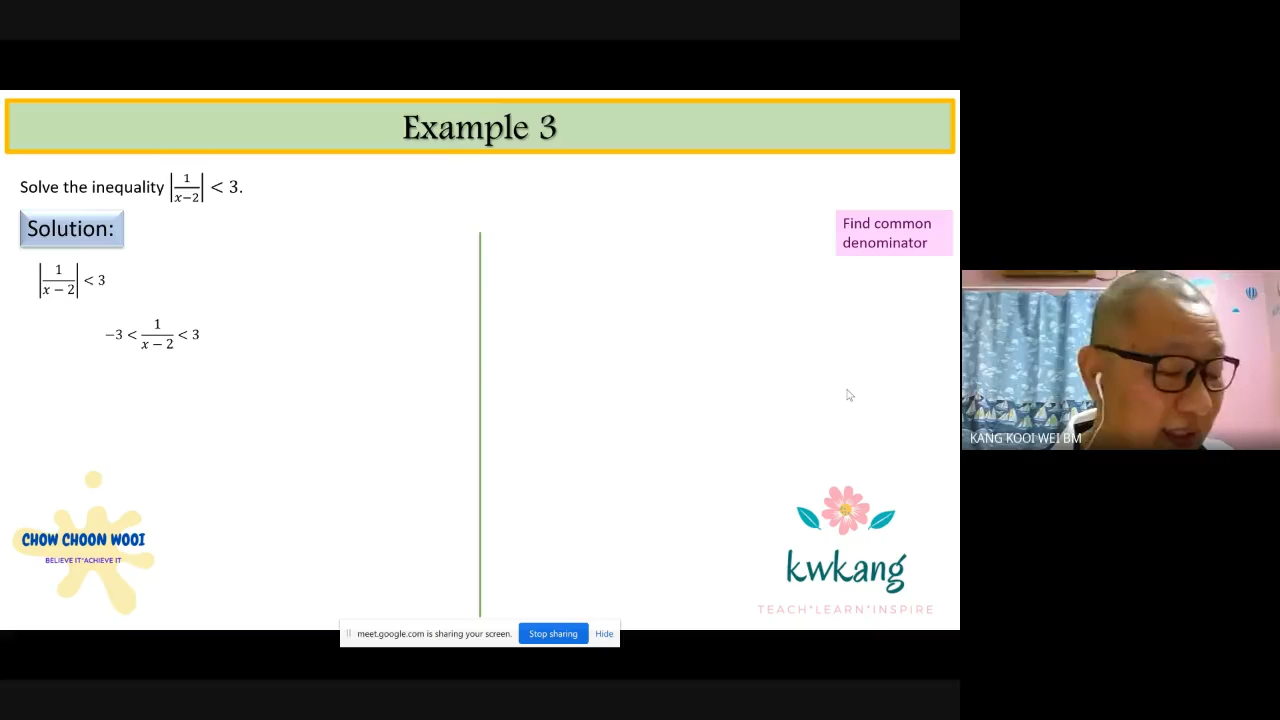 Example 3
Solve the inequality |1/(x−2)| < 3.
Solution:
Find common
denominator
|1/(x − 2)| < 3
−3 < 1/(x − 2) < 3
KANG KOOI WEI BM
CHOW CHOON WOOI
BELIEVE IT*ACHIEVE IT
kwkang
TEACH*LEARN*INSPIRE
meet.google.com is sharing your screen. Stop sharing Hide